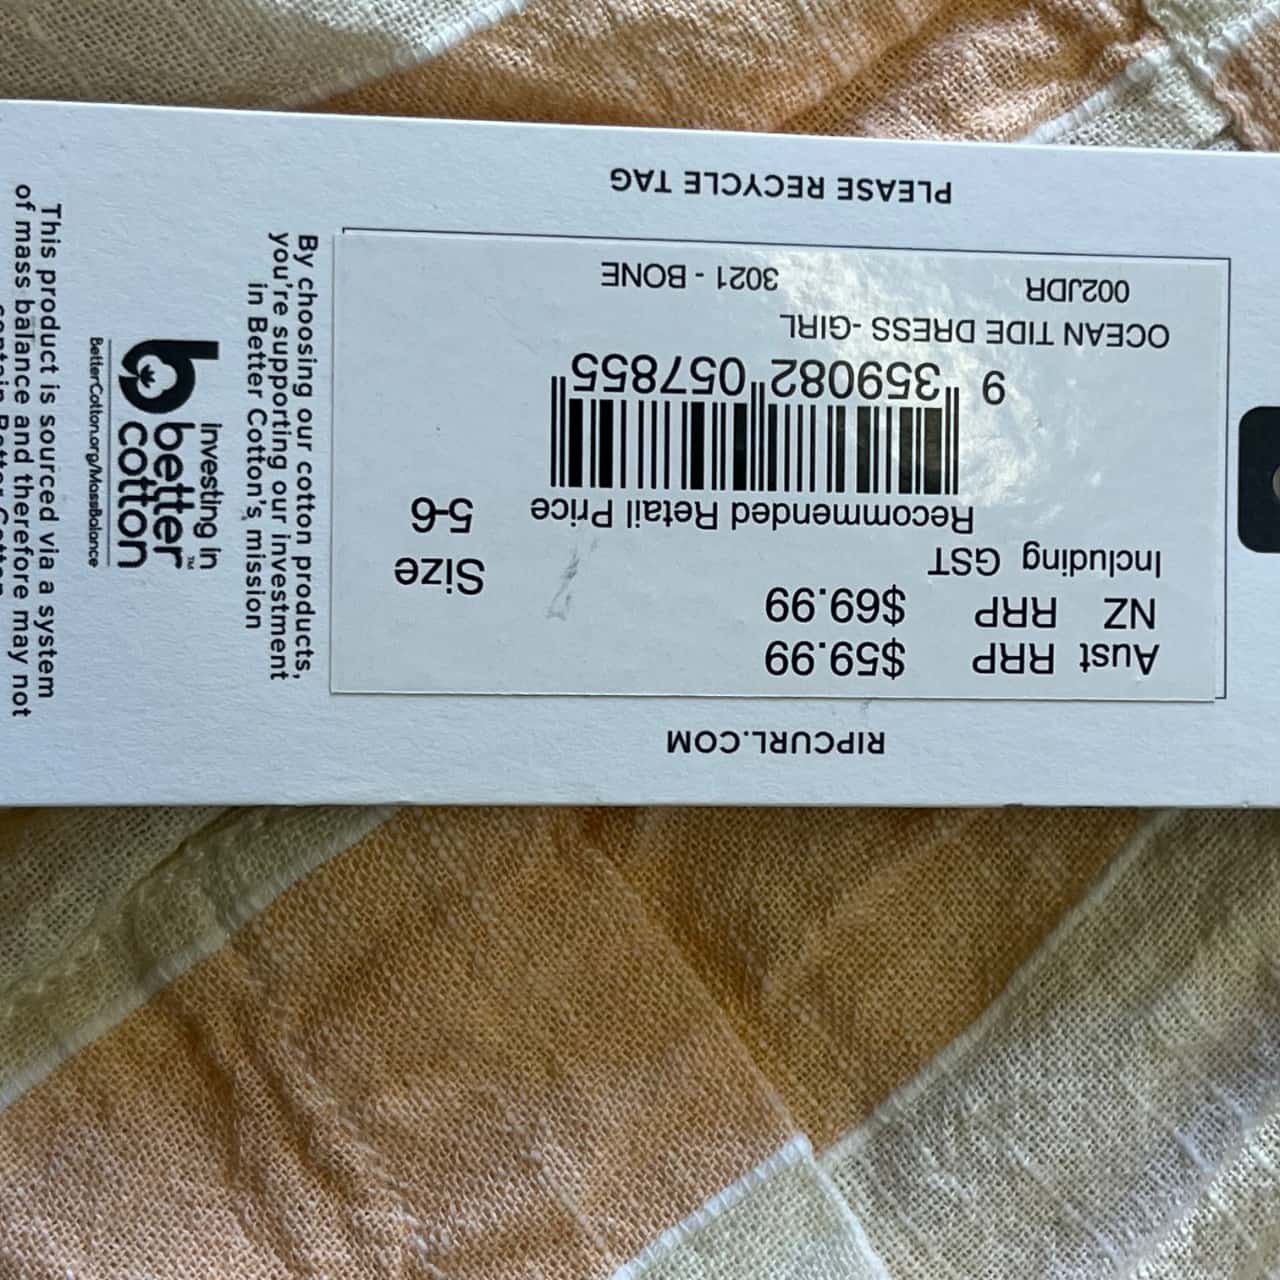 RIPCURL.COM
Aust RRP $59.99
NZ RRP $69.99
Including GST
Size
5-6
Recommended Retail Price
9 359082 057855
OCEAN TIDE DRESS- GIRL
002JDR 3021 - BONE
PLEASE RECYCLE TAG
By choosing our cotton products,
you're supporting our investment
in Better Cotton's mission
investing in
better™
cotton
BetterCotton.org/MassBalance
This product is sourced via a system
of mass balance and therefore may not
contain Better Cotton